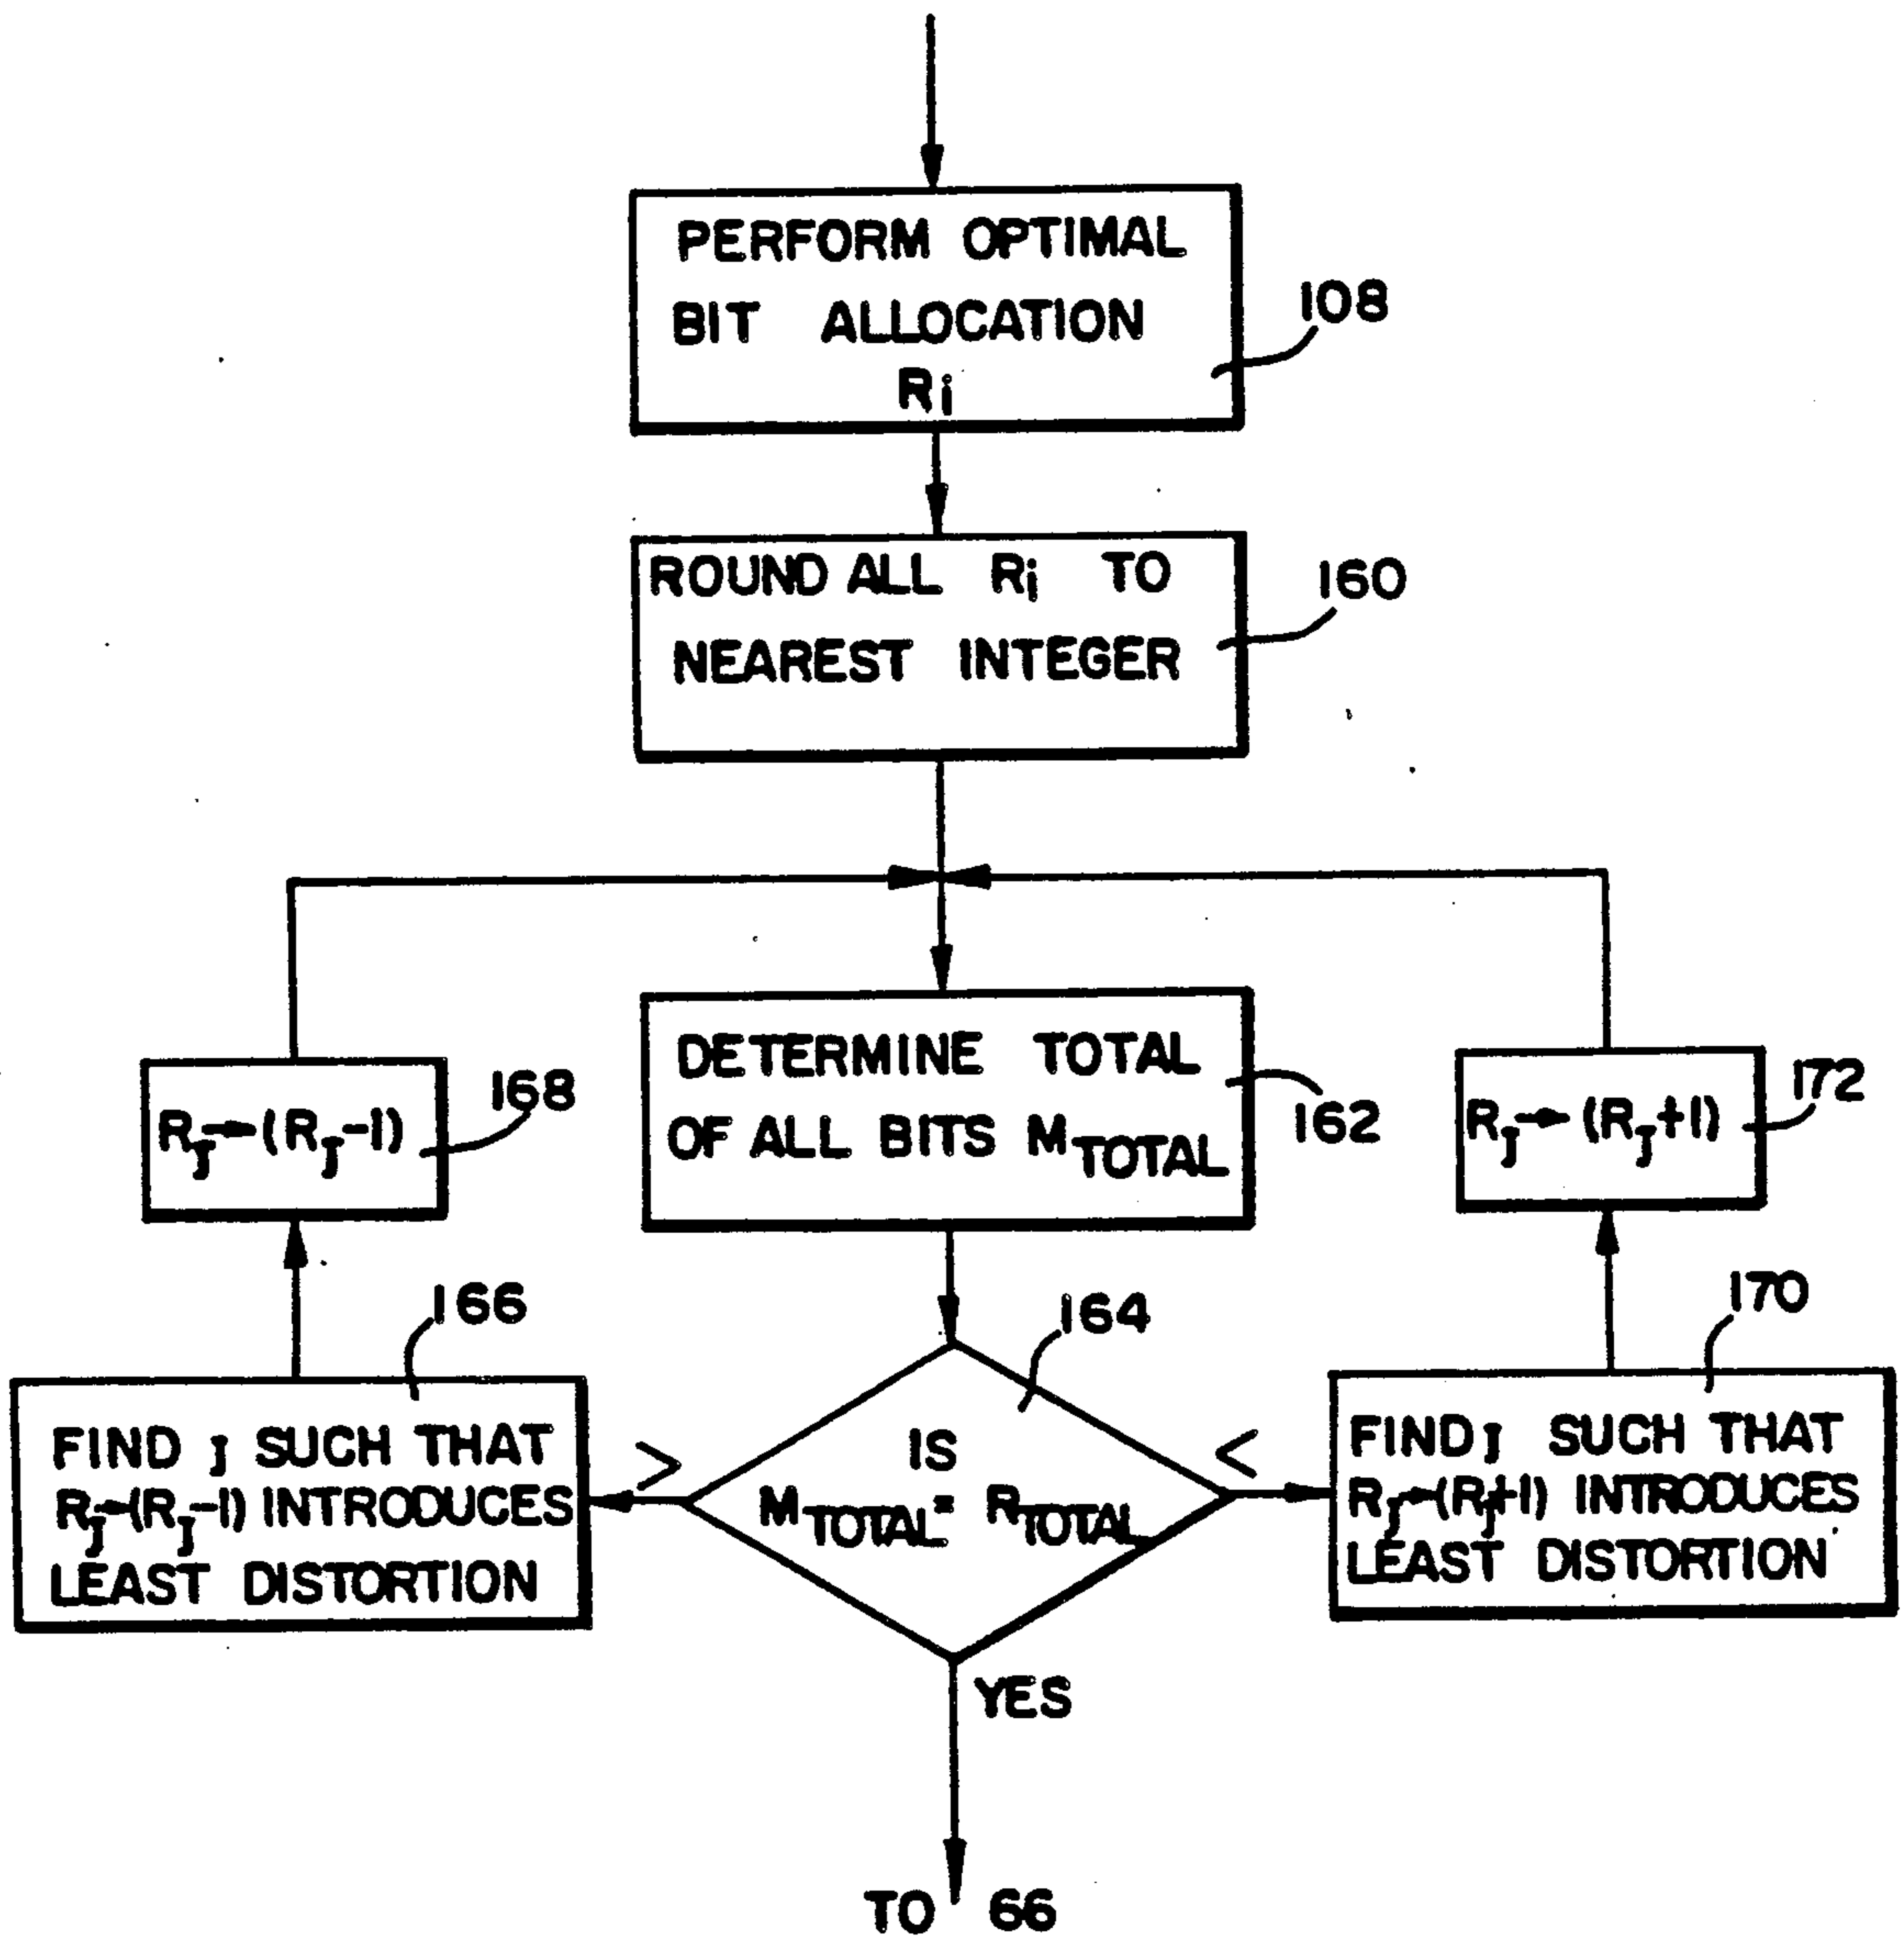 PERFORM OPTIMAL
BIT ALLOCATION
Ri
108
ROUND ALL Ri TO
NEAREST INTEGER
160
DETERMINE TOTAL
OF ALL BITS MTOTAL
162
Rj→(Rj-1)
168
Rj→(Rj+1)
172
166
FIND j SUCH THAT
Rj→(Rj-1) INTRODUCES
LEAST DISTORTION
>
164
IS
MTOTAL = RTOTAL
<
170
FIND j SUCH THAT
Rj→(Rj+1) INTRODUCES
LEAST DISTORTION
YES
TO 66